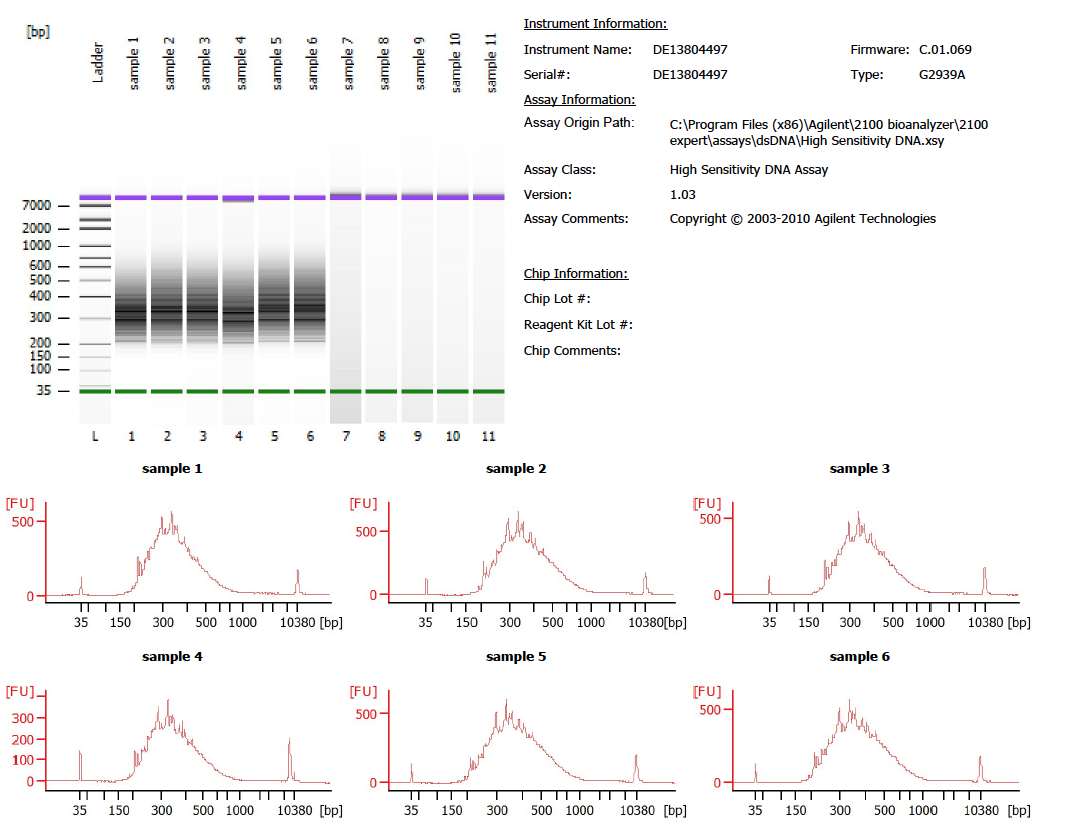 [bp]
Ladder
sample 1
sample 2
sample 3
sample 4
sample 5
sample 6
sample 7
sample 8
sample 9
sample 10
sample 11
7000
2000
1000
600
500
400
300
200
150
100
35
L 1 2 3 4 5 6 7 8 9 10 11
Instrument Information:
Instrument Name: DE13804497 Firmware: C.01.069
Serial#: DE13804497 Type: G2939A
Assay Information:
Assay Origin Path: C:\Program Files (x86)\Agilent\2100 bioanalyzer\2100
expert\assays\dsDNA\High Sensitivity DNA.xsy
Assay Class: High Sensitivity DNA Assay
Version: 1.03
Assay Comments: Copyright © 2003-2010 Agilent Technologies
Chip Information:
Chip Lot #:
Reagent Kit Lot #:
Chip Comments:
sample 1
[FU]
500
0
35 150 300 500 1000 10380 [bp]
sample 2
[FU]
500
0
35 150 300 500 1000 10380 [bp]
sample 3
[FU]
500
0
35 150 300 500 1000 10380 [bp]
sample 4
[FU]
300
200
100
0
35 150 300 500 1000 10380 [bp]
sample 5
[FU]
500
0
35 150 300 500 1000 10380 [bp]
sample 6
[FU]
500
0
35 150 300 500 1000 10380 [bp]